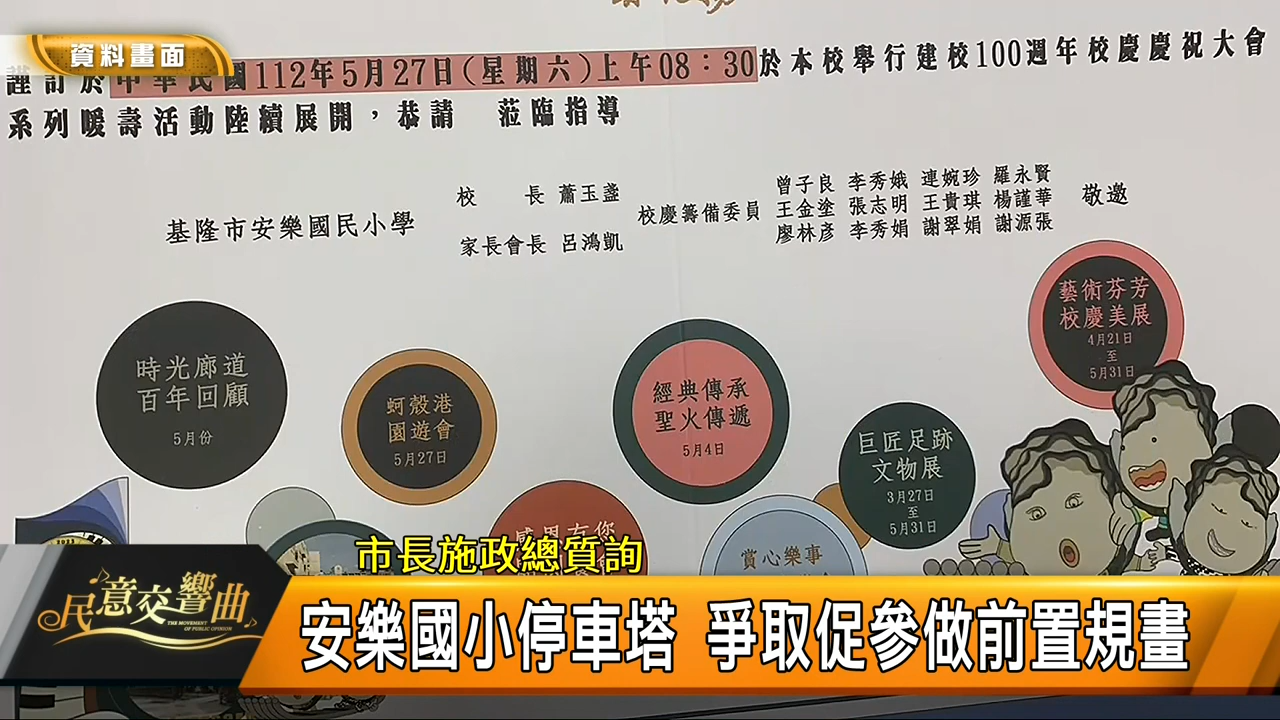 資料畫面
謹訂於中華民國112年5月27日(星期六)上午08：30於本校舉行建校100週年校慶慶祝大會
系列暖壽活動陸續展開，恭請 蒞臨指導
基隆市安樂國民小學
校 長 蕭玉盞
家長會長 呂鴻凱
校慶籌備委員
曾子良 李秀娥 連婉珍 羅永賢
王金塗 張志明 王貴琪 楊謹華
廖林彥 李秀娟 謝翠娟 謝源張
敬邀
藝術芬芳
校慶美展
4月21日
至
5月31日
時光廊道
百年回顧
5月份
蚵殼港
園遊會
5月27日
經典傳承
聖火傳遞
5月4日
巨匠足跡
文物展
3月27日
至
5月31日
感恩有您
賞心樂事
市長施政總質詢
民意交響曲
THE MOVEMENT
OF PUBLIC OPINION
安樂國小停車塔 爭取促參做前置規畫